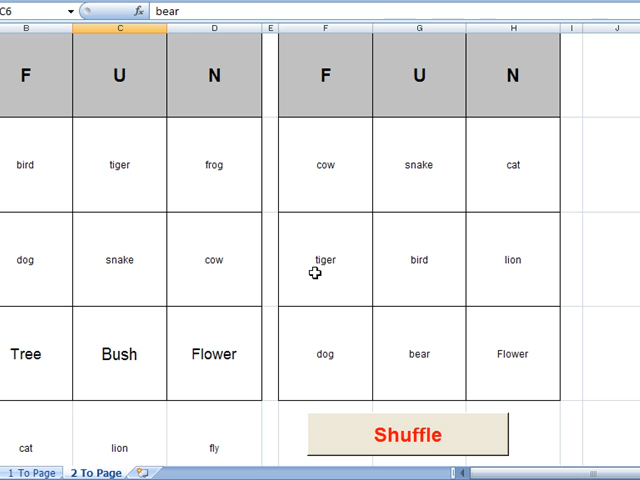 C6 fx bear
B C D E F G H I J
F U N F U N
bird tiger frog cow snake cat
dog snake cow tiger bird lion
Tree Bush Flower dog bear Flower
Shuffle
cat lion fly
1 To Page 2 To Page